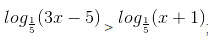 log_{1/5}(3x − 5) > log_{1/5}(x + 1)